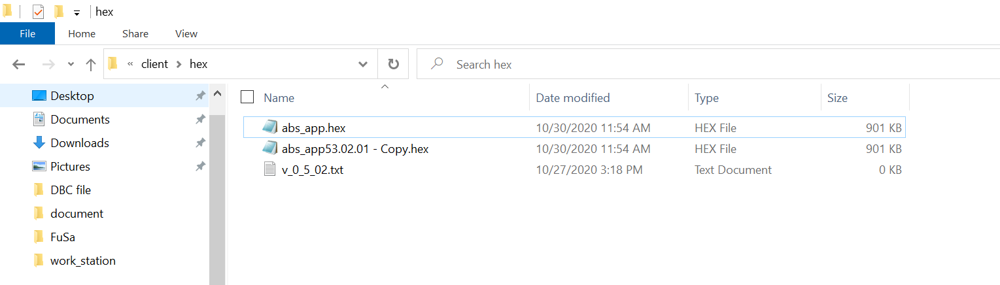 hex
File Home Share View
« client > hex Search hex
Desktop
Documents
Downloads
Pictures
DBC file
document
FuSa
work_station
Name Date modified Type Size
abs_app.hex 10/30/2020 11:54 AM HEX File 901 KB
abs_app53.02.01 - Copy.hex 10/30/2020 11:54 AM HEX File 901 KB
v_0_5_02.txt 10/27/2020 3:18 PM Text Document 0 KB